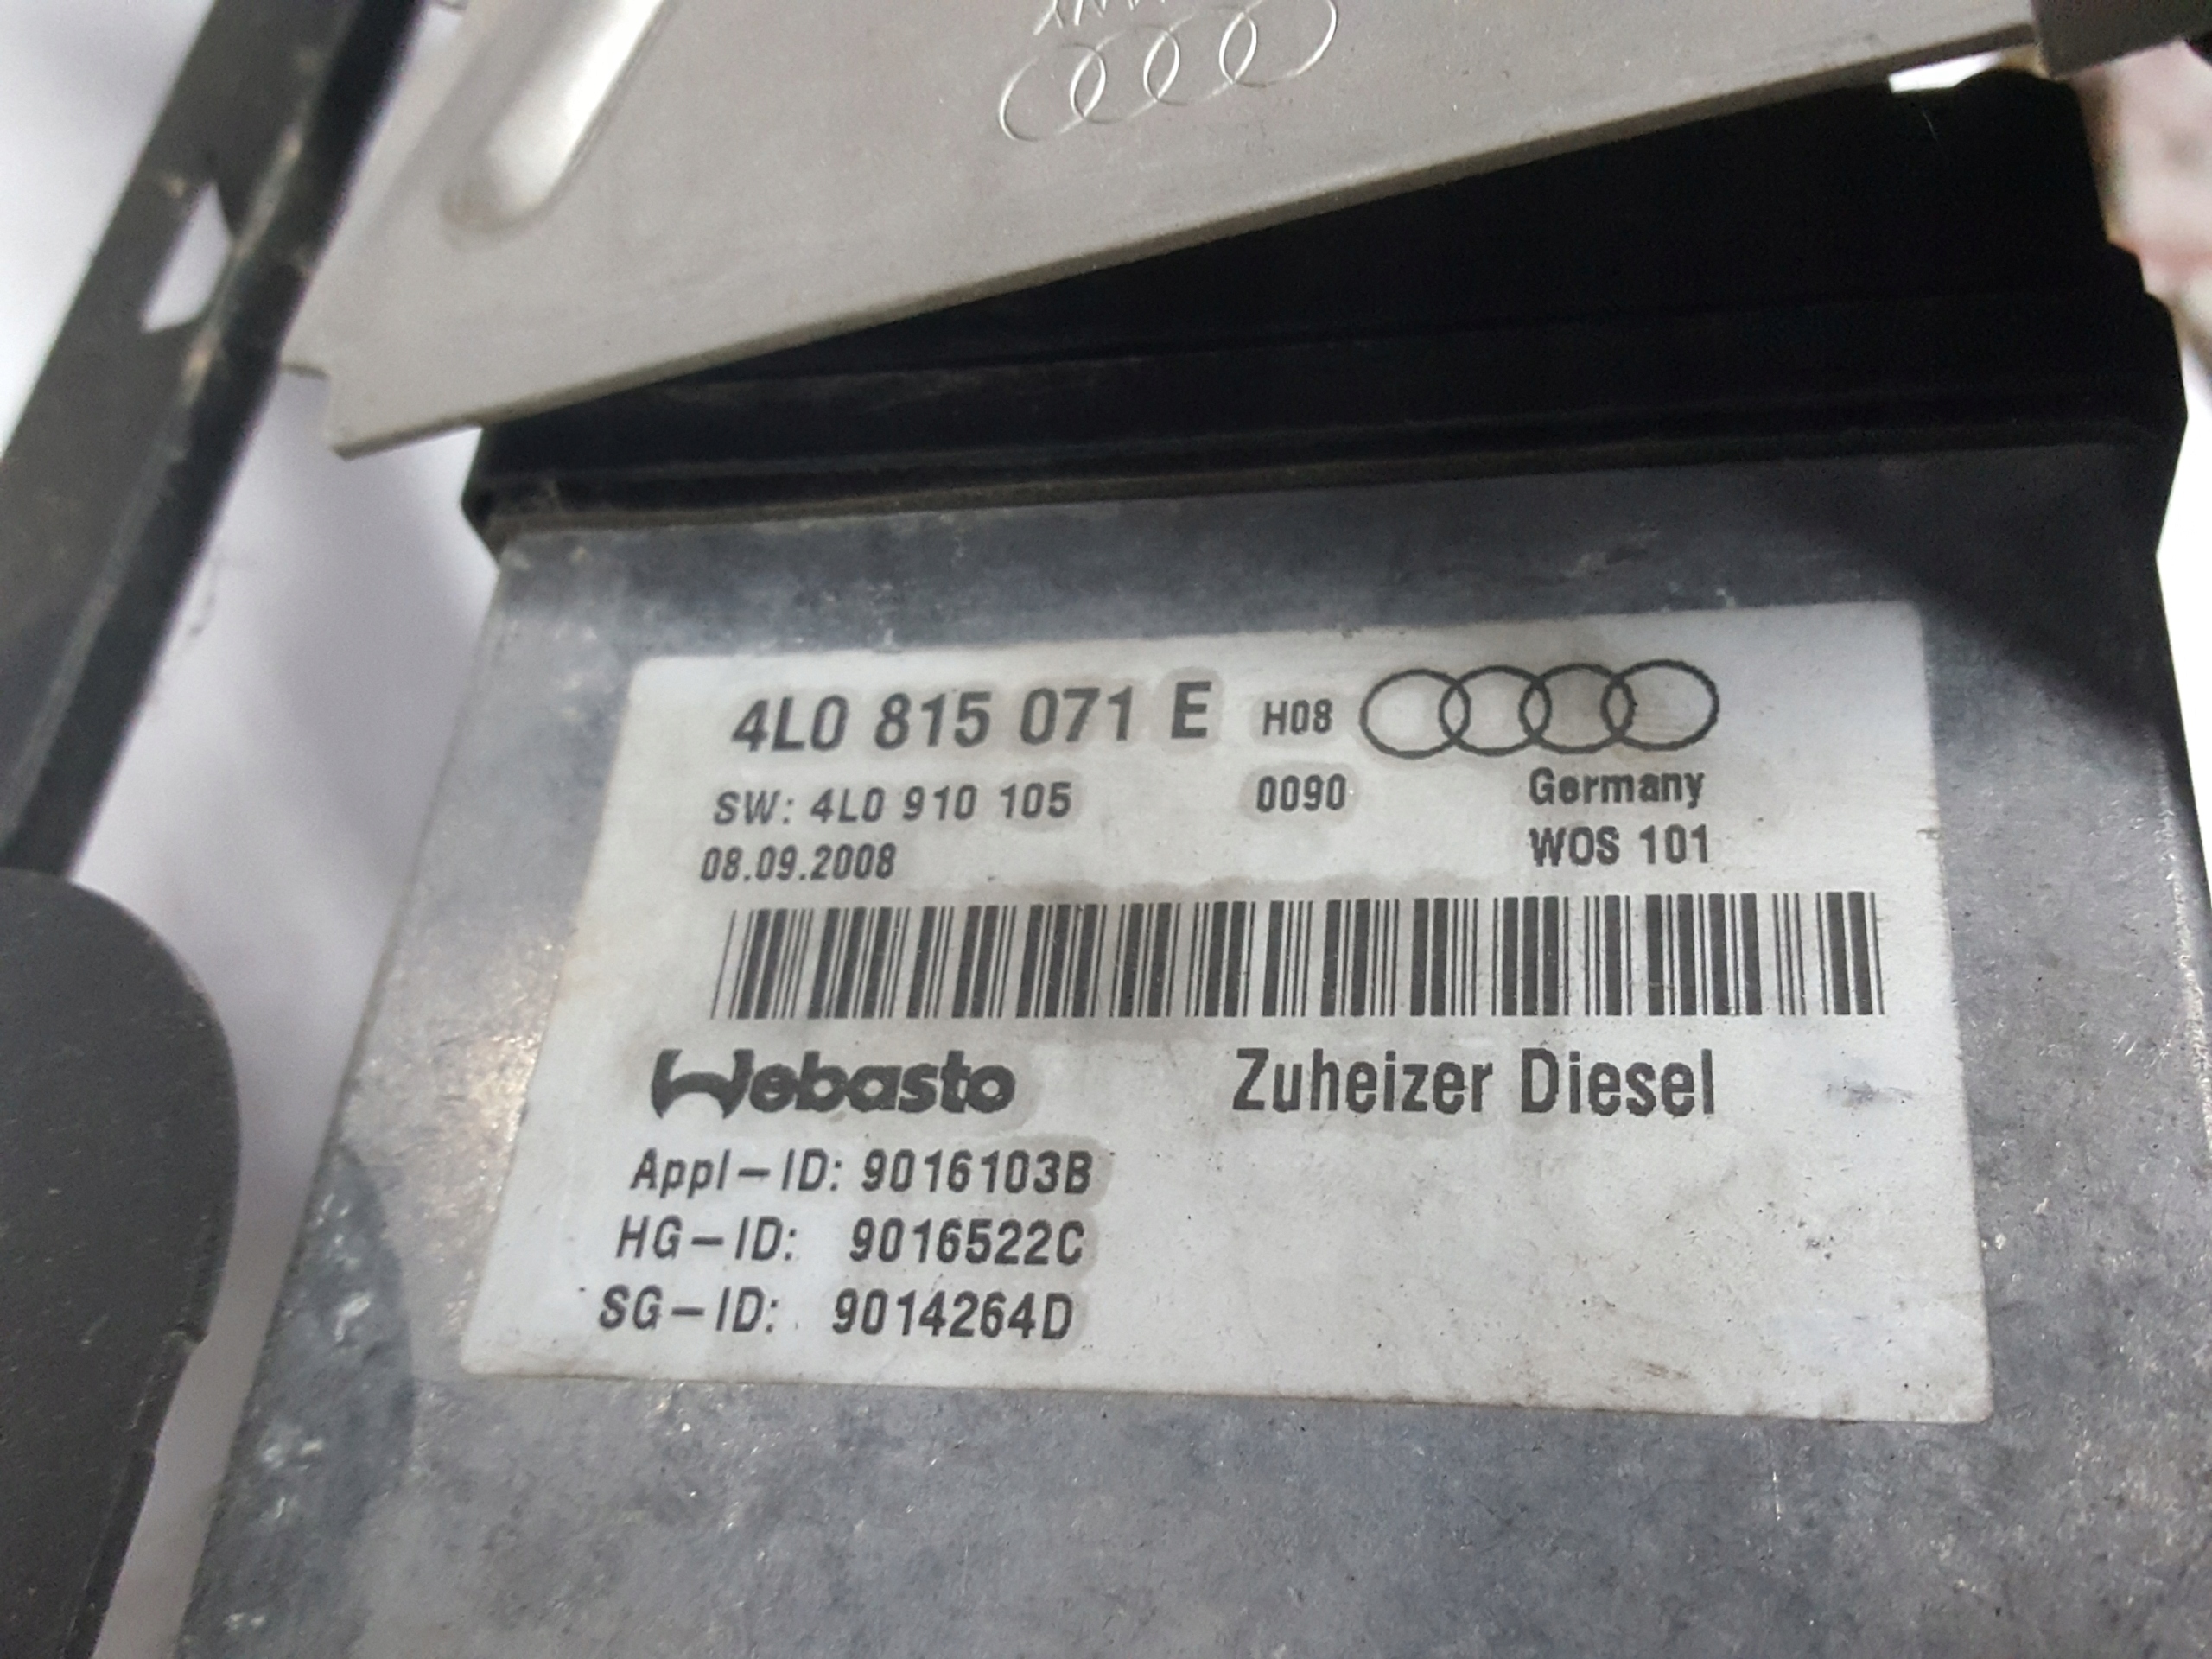 4L0 815 071 E H08
SW: 4L0 910 105 0090 Germany
08.09.2008 WOS 101
Webasto Zuheizer Diesel
Appl-ID: 9016103B
HG-ID: 9016522C
SG-ID: 9014264D